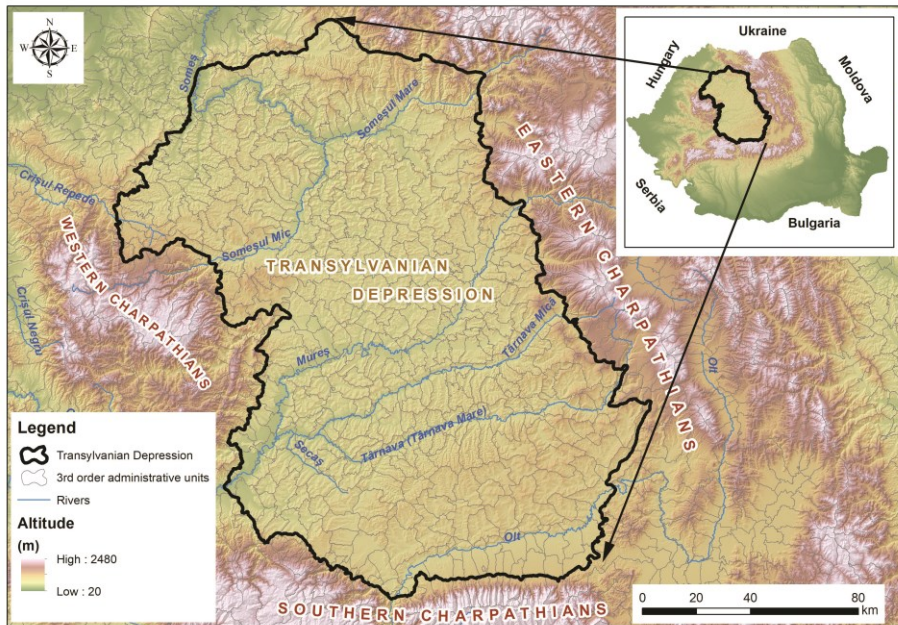 N
W E
S
Ukraine
Hungary
Moldova
Serbia
Bulgaria
Someș
Someșul Mare
EASTERN CHARPATHIANS
Crișul Repede
Someșul Mic
WESTERN CHARPATHIANS
TRANSYLVANIAN
DEPRESSION
Crișul Negru
Mureș
Târnava Mică
Olt
Târnava (Târnava Mare)
Secaș
Olt
SOUTHERN CHARPATHIANS
Legend
Transylvanian Depression
3rd order administrative units
Rivers
Altitude
(m)
High : 2480
Low : 20
0 20 40 80
km